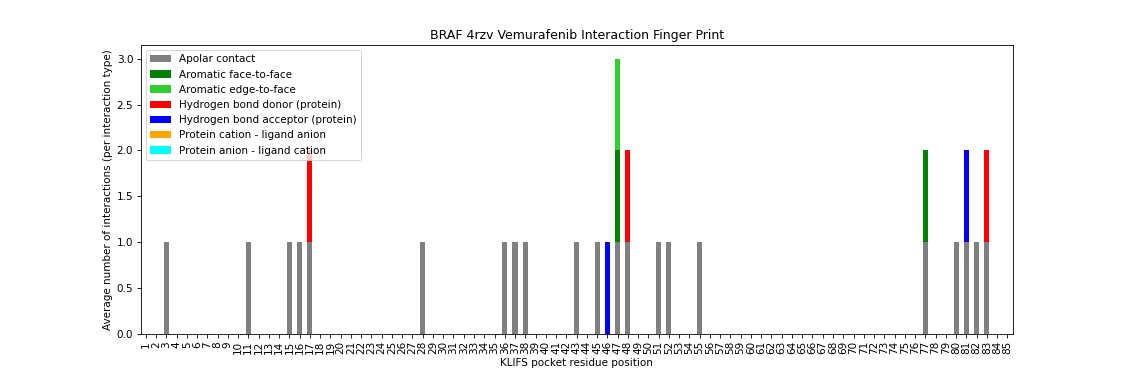 BRAF 4rzv Vemurafenib Interaction Finger Print
Average number of interactions (per interaction type)
3.0
2.5
2.0
1.5
1.0
0.5
0.0
Apolar contact
Aromatic face-to-face
Aromatic edge-to-face
Hydrogen bond donor (protein)
Hydrogen bond acceptor (protein)
Protein cation - ligand anion
Protein anion - ligand cation
1 2 3 4 5 6 7 8 9 10 11 12 13 14 15 16 17 18 19 20 21 22 23 24 25 26 27 28 29 30 31 32 33 34 35 36 37 38 39 40 41 42 43 44 45 46 47 48 49 50 51 52 53 54 55 56 57 58 59 60 61 62 63 64 65 66 67 68 69 70 71 72 73 74 75 76 77 78 79 80 81 82 83 84 85
KLIFS pocket residue position